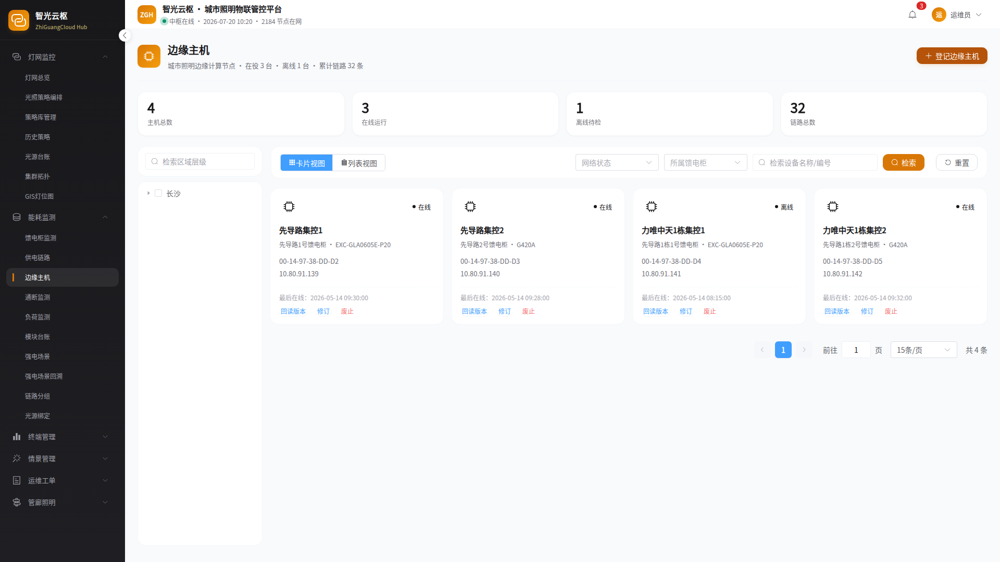 智光云枢
ZhiGuangCloud Hub
灯网监控
灯网总览
光照策略编排
策略库管理
历史策略
光源台账
集群拓扑
GIS灯位图
能耗监测
馈电柜监测
供电链路
边缘主机
通断监测
负荷监测
模块台账
强电场景
强电场景回溯
链路分组
光源绑定
终端管理
情景管理
运维工单
管廊照明
ZGH
智光云枢 • 城市照明物联管控平台
中枢在线 • 2026-07-20 10:20 • 2184 节点在网
3
运
运维员
边缘主机
城市照明边缘计算节点 • 在役 3 台 • 离线 1 台 • 累计链路 32 条
登记边缘主机
4
主机总数
3
在线运行
1
离线待检
32
链路总数
检索区域层级
长沙
卡片视图
列表视图
网络状态
所属馈电柜
检索设备名称/编号
检索
重置
在线
先导路集控1
先导路1号馈电柜 • EXC-GLA0605E-P20
00-14-97-38-DD-D2
10.80.91.139
最后在线：2026-05-14 09:30:00
回读版本 修订 废止
在线
先导路集控2
先导路2号馈电柜 • G420A
00-14-97-38-DD-D3
10.80.91.140
最后在线：2026-05-14 09:28:00
回读版本 修订 废止
离线
力唯中天1栋集控1
先导路1栋1号馈电柜 • EXC-GLA0605E-P20
00-14-97-38-DD-D4
10.80.91.141
最后在线：2026-05-14 08:15:00
回读版本 修订 废止
在线
力唯中天1栋集控2
先导路1栋2号馈电柜 • G420A
00-14-97-38-DD-D5
10.80.91.142
最后在线：2026-05-14 09:32:00
回读版本 修订 废止
1
前往 1 页
15条/页
共 4 条